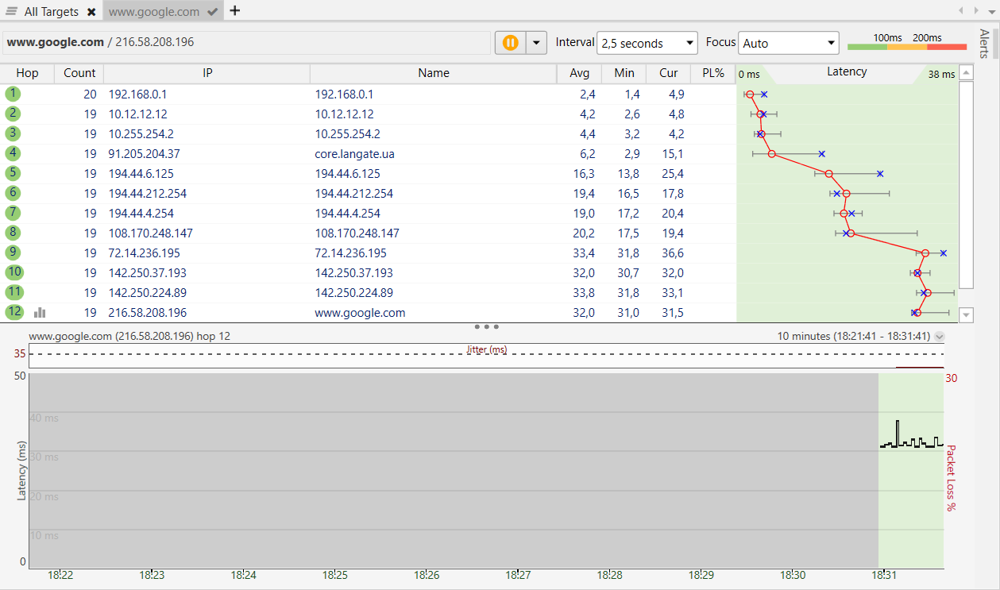 All Targets www.google.com
www.google.com / 216.58.208.196 Interval 2,5 seconds Focus Auto 100ms 200ms Alerts
Hop Count IP Name Avg Min Cur PL% 0 ms Latency 38 ms
1 20 192.168.0.1 192.168.0.1 2,4 1,4 4,9
2 19 10.12.12.12 10.12.12.12 4,2 2,6 4,8
3 19 10.255.254.2 10.255.254.2 4,4 3,2 4,2
4 19 91.205.204.37 core.langate.ua 6,2 2,9 15,1
5 19 194.44.6.125 194.44.6.125 16,3 13,8 25,4
6 19 194.44.212.254 194.44.212.254 19,4 16,5 17,8
7 19 194.44.4.254 194.44.4.254 19,0 17,2 20,4
8 19 108.170.248.147 108.170.248.147 20,2 17,5 19,4
9 19 72.14.236.195 72.14.236.195 33,4 31,8 36,6
10 19 142.250.37.193 142.250.37.193 32,0 30,7 32,0
11 19 142.250.224.89 142.250.224.89 33,8 31,8 33,1
12 19 216.58.208.196 www.google.com 32,0 31,0 31,5
www.google.com (216.58.208.196) hop 12 10 minutes (18:21:41 - 18:31:41)
35 Jitter (ms)
50 30
40 ms
30 ms
20 ms
10 ms
0
Latency (ms)
Packet Loss %
18:22 18:23 18:24 18:25 18:26 18:27 18:28 18:29 18:30 18:31